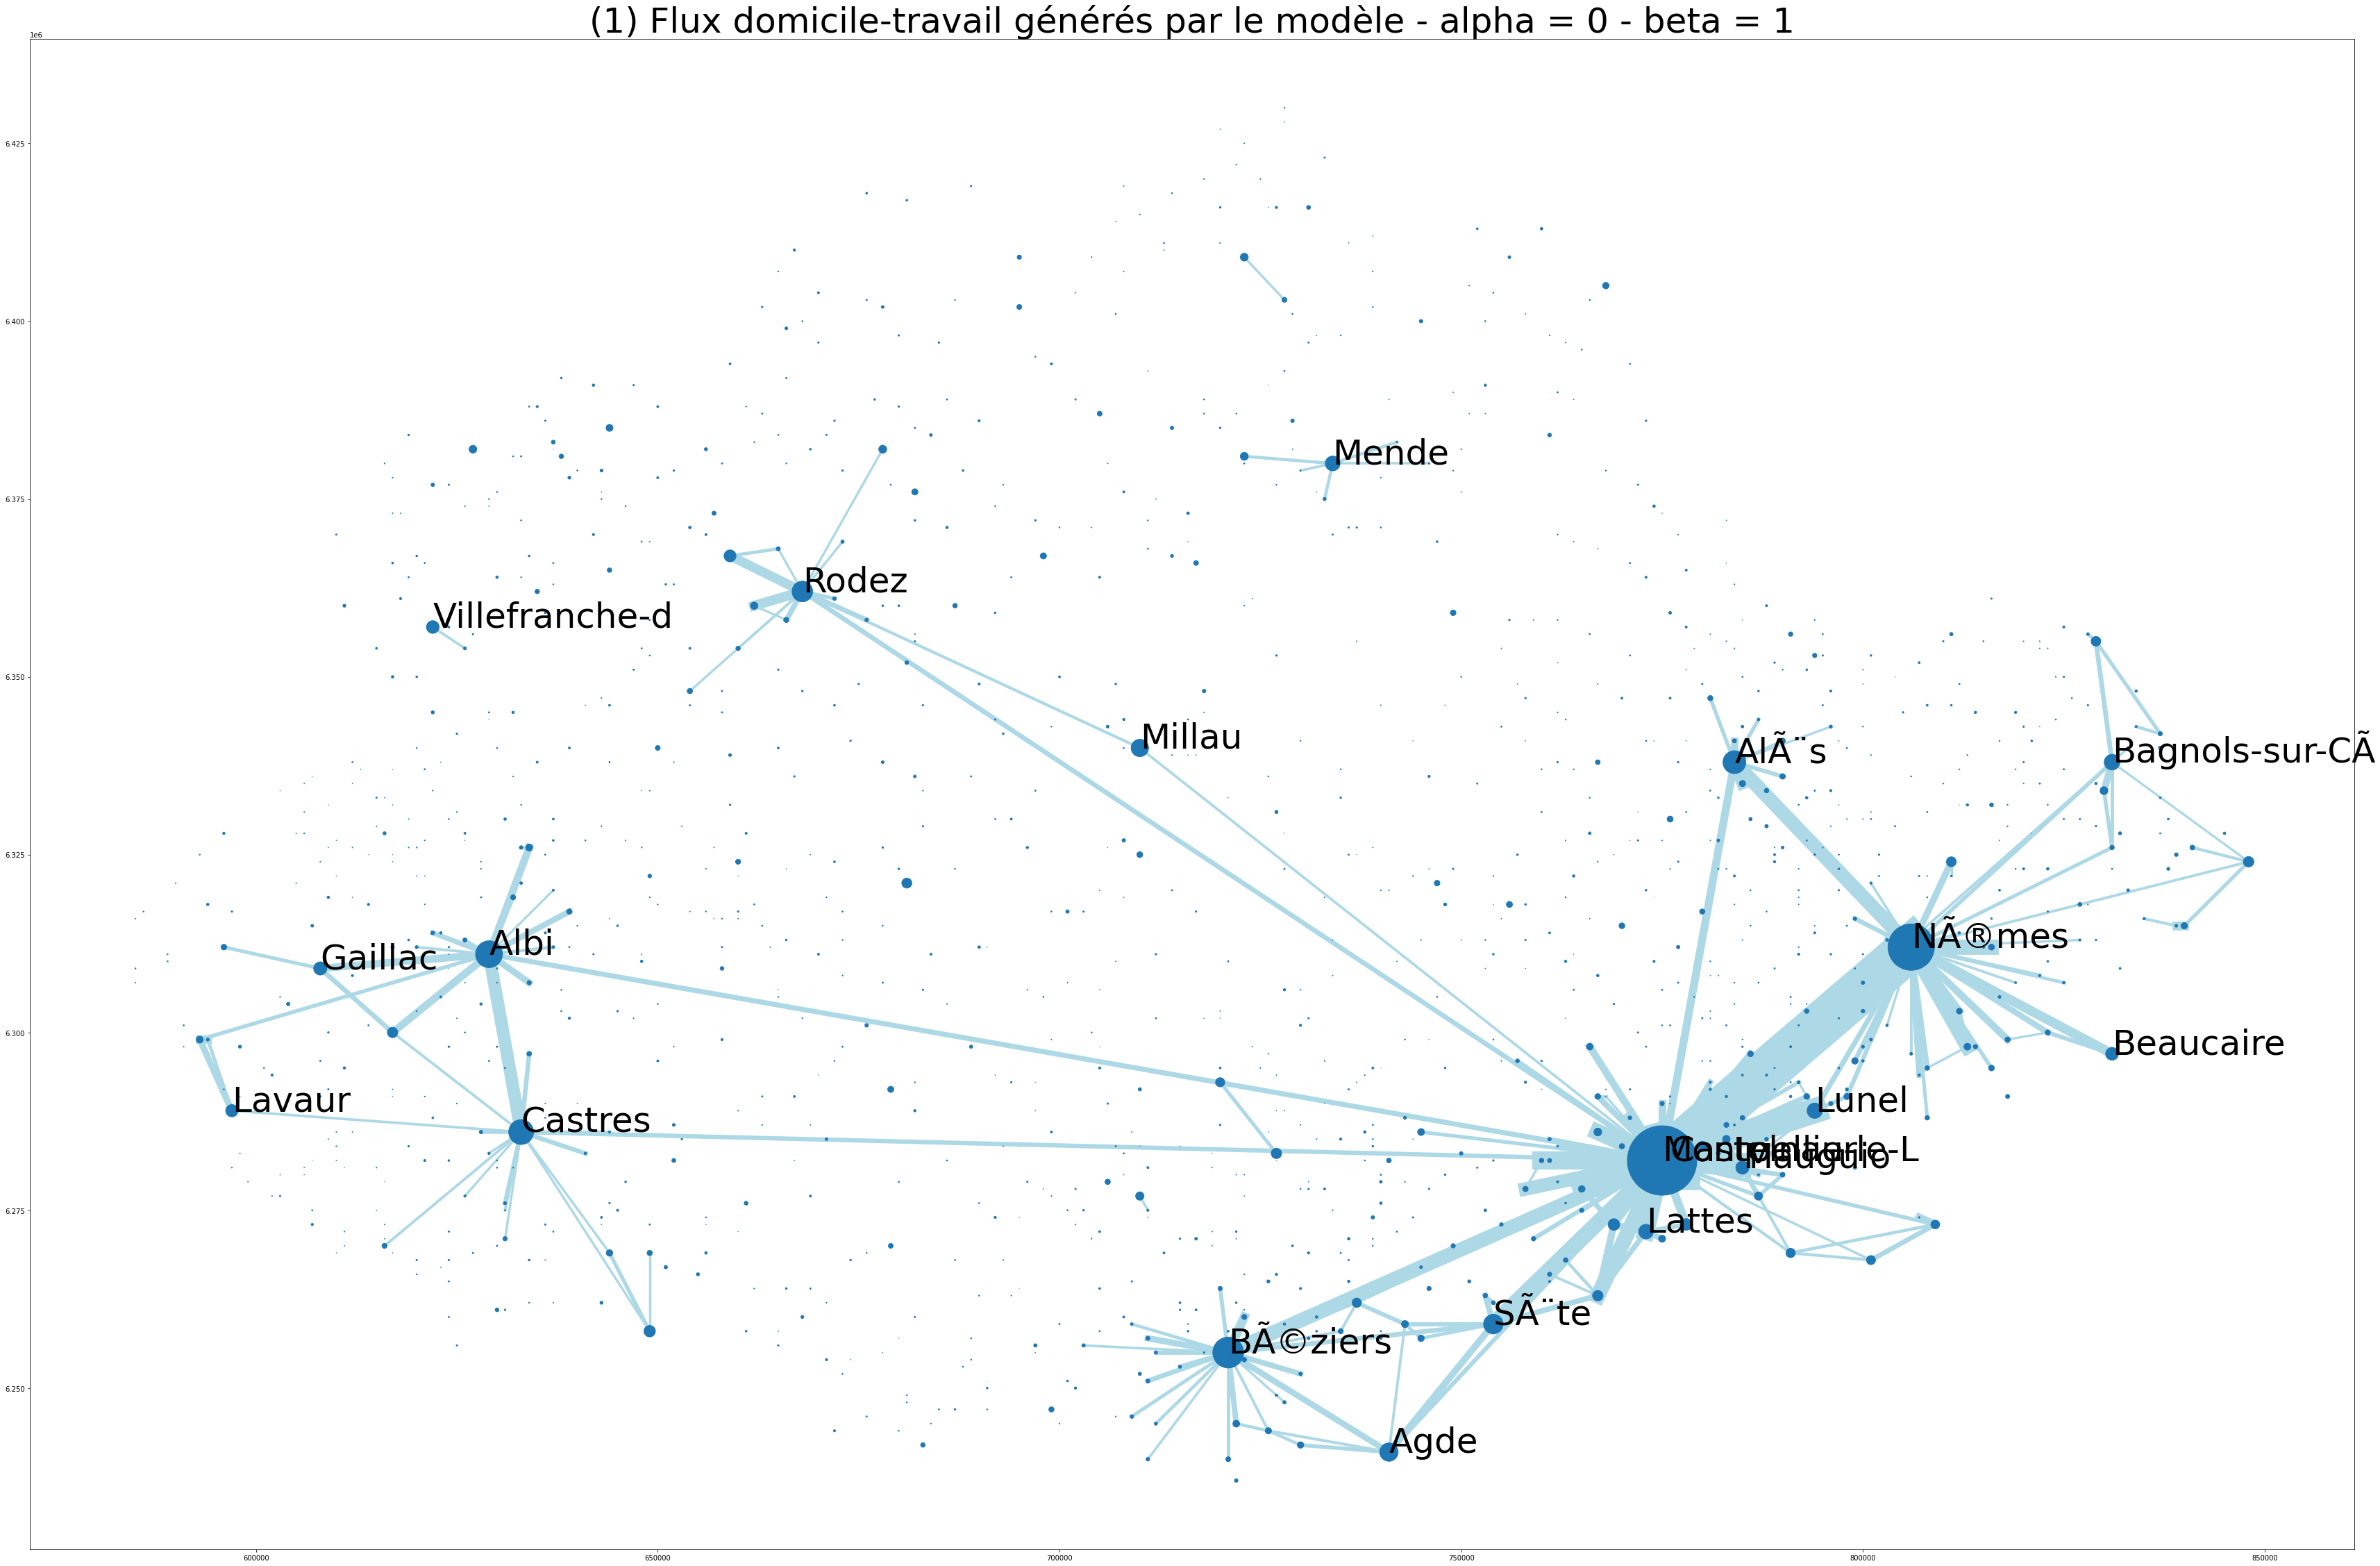 (1) Flux domicile-travail générés par le modèle - alpha = 0 - beta = 1
1e6
6.425
6.400
6.375
6.350
6.325
6.300
6.275
6.250
Mende
Rodez
Villefranche-d
Millau
AlÃ¨s
Bagnols-sur-CÃ
Albi
Gaillac
NÃ®mes
Beaucaire
Lavaur
Castres
Lunel
Mauguio
Lattes
SÃ¨te
BÃ©ziers
Agde
600000 650000 700000 750000 800000 850000